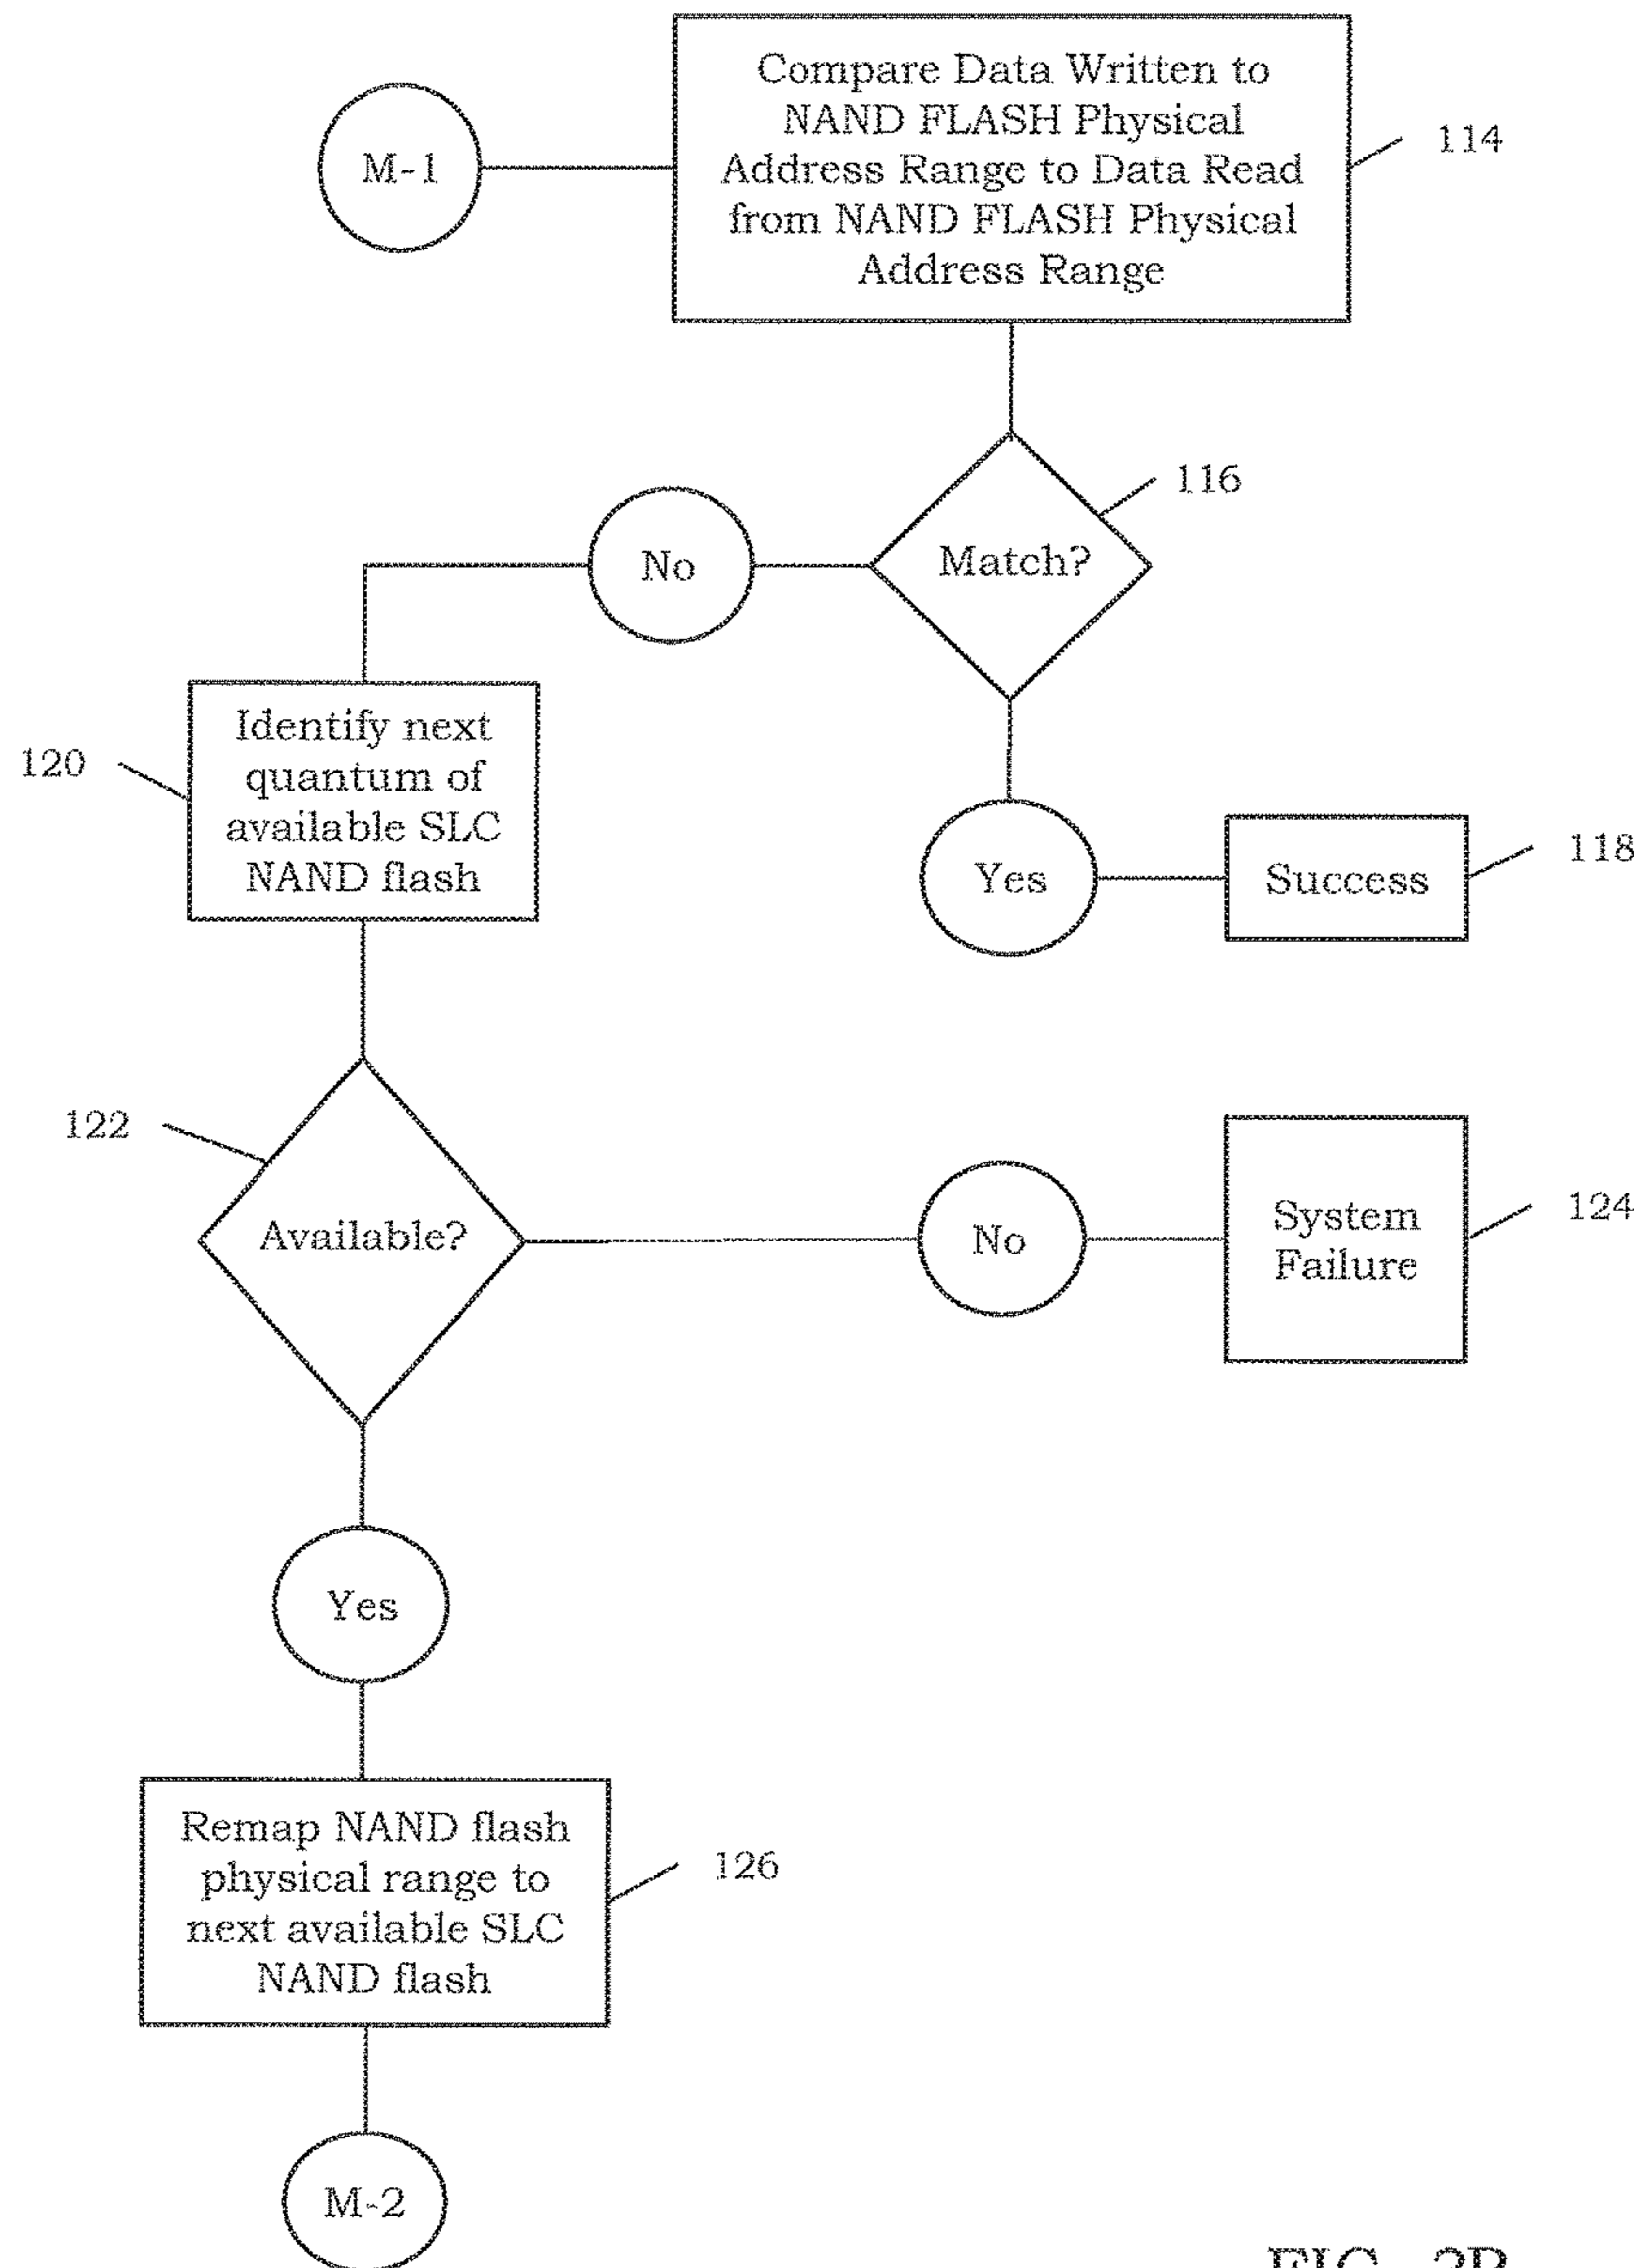 Compare Data Written to
NAND FLASH Physical
Address Range to Data Read
from NAND FLASH Physical
Address Range
114
M-1
116
Match?
No
Identify next
quantum of
available SLC
NAND flash
120
Yes
Success
118
122
Available?
No
System
Failure
124
Yes
Remap NAND flash
physical range to
next available SLC
NAND flash
126
M-2